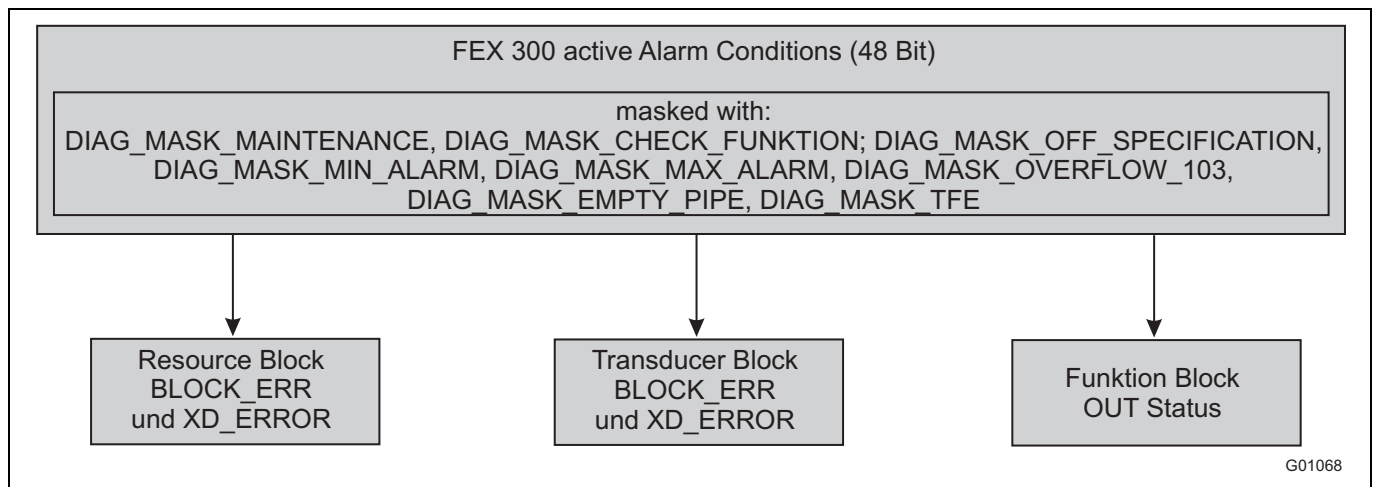 FEX 300 active Alarm Conditions (48 Bit)
masked with:
DIAG_MASK_MAINTENANCE, DIAG_MASK_CHECK_FUNKTION; DIAG_MASK_OFF_SPECIFICATION,
DIAG_MASK_MIN_ALARM, DIAG_MASK_MAX_ALARM, DIAG_MASK_OVERFLOW_103,
DIAG_MASK_EMPTY_PIPE, DIAG_MASK_TFE
Resource Block
BLOCK_ERR
und XD_ERROR
Transducer Block
BLOCK_ERR
und XD_ERROR
Funktion Block
OUT Status
G01068